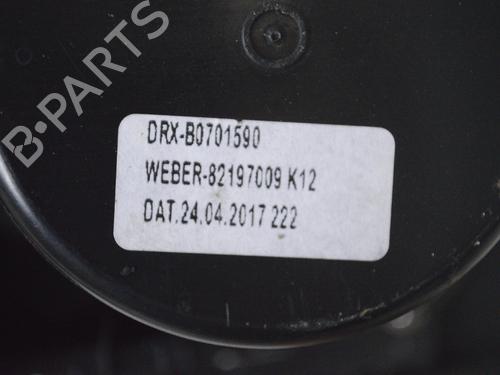 B-PARTS
DRX-B0701590
WEBER-82197009 K12
DAT.24.04.2017 222